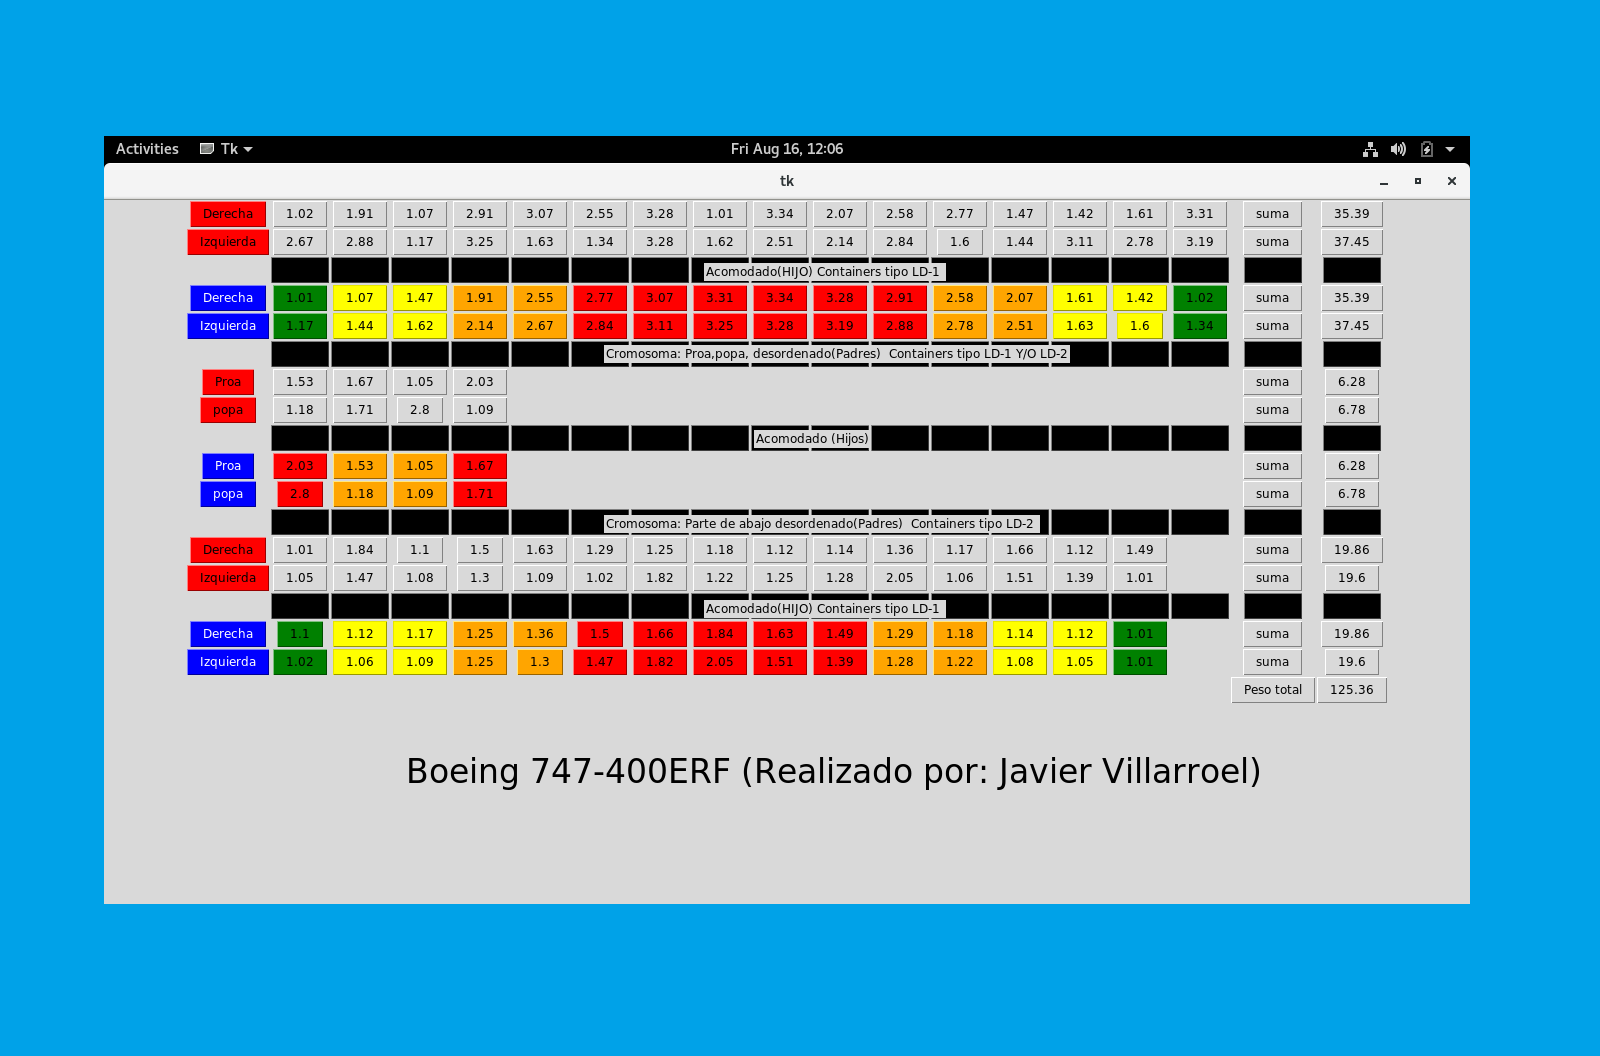 Activities Tk Fri Aug 16, 12:06
tk
Derecha 1.02 1.91 1.07 2.91 3.07 2.55 3.28 1.01 3.34 2.07 2.58 2.77 1.47 1.42 1.61 3.31 suma 35.39
Izquierda 2.67 2.88 1.17 3.25 1.63 1.34 3.28 1.62 2.51 2.14 2.84 1.6 1.44 3.11 2.78 3.19 suma 37.45
Acomodado(HIJO) Containers tipo LD-1
Derecha 1.01 1.07 1.47 1.91 2.55 2.77 3.07 3.31 3.34 3.28 2.91 2.58 2.07 1.61 1.42 1.02 suma 35.39
Izquierda 1.17 1.44 1.62 2.14 2.67 2.84 3.11 3.25 3.28 3.19 2.88 2.78 2.51 1.63 1.6 1.34 suma 37.45
Cromosoma: Proa,popa, desordenado(Padres) Containers tipo LD-1 Y/O LD-2
Proa 1.53 1.67 1.05 2.03 suma 6.28
popa 1.18 1.71 2.8 1.09 suma 6.78
Acomodado (Hijos)
Proa 2.03 1.53 1.05 1.67 suma 6.28
popa 2.8 1.18 1.09 1.71 suma 6.78
Cromosoma: Parte de abajo desordenado(Padres) Containers tipo LD-2
Derecha 1.01 1.84 1.1 1.5 1.63 1.29 1.25 1.18 1.12 1.14 1.36 1.17 1.66 1.12 1.49 suma 19.86
Izquierda 1.05 1.47 1.08 1.3 1.09 1.02 1.82 1.22 1.25 1.28 2.05 1.06 1.51 1.39 1.01 suma 19.6
Acomodado(HIJO) Containers tipo LD-1
Derecha 1.1 1.12 1.17 1.25 1.36 1.5 1.66 1.84 1.63 1.49 1.29 1.18 1.14 1.12 1.01 suma 19.86
Izquierda 1.02 1.06 1.09 1.25 1.3 1.47 1.82 2.05 1.51 1.39 1.28 1.22 1.08 1.05 1.01 suma 19.6
Peso total 125.36
Boeing 747-400ERF (Realizado por: Javier Villarroel)